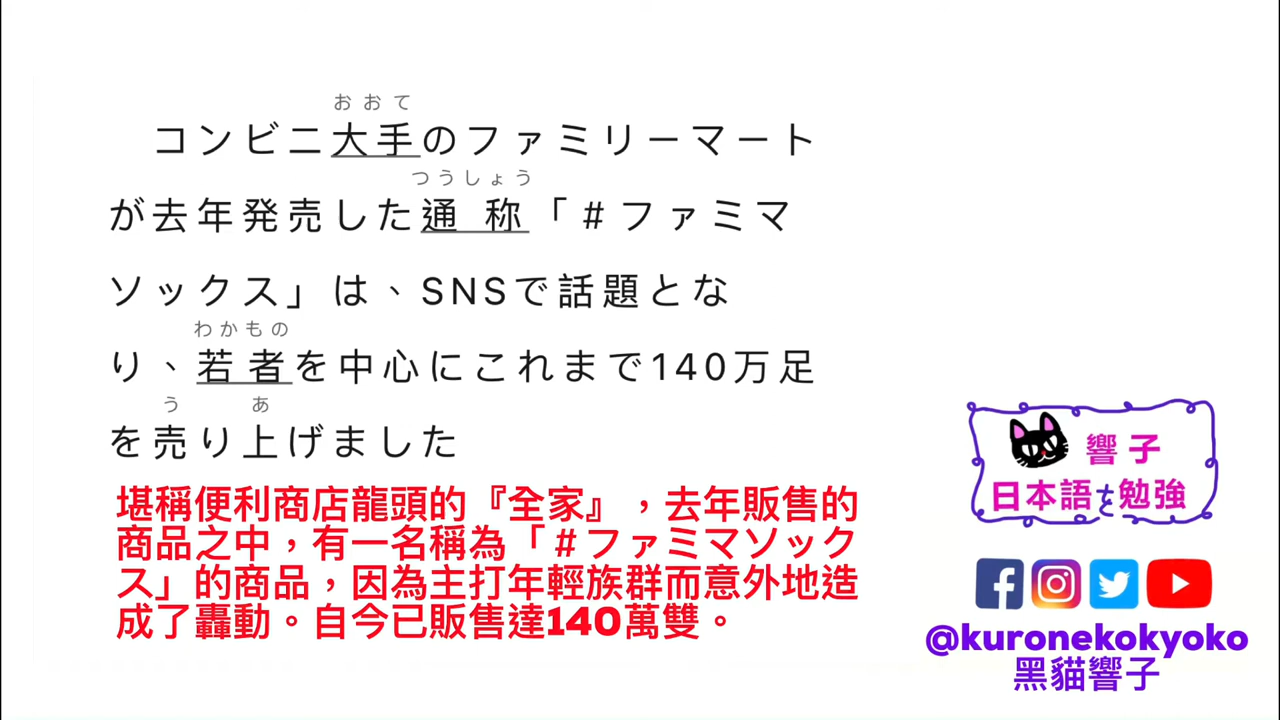 おおて
コンビニ大手のファミリーマート
つうしょう
が去年発売した通称「#ファミマ
ソックス」は、SNSで話題とな
わかもの
り、若者を中心にこれまで140万足
う あ
を売り上げました
堪稱便利商店龍頭的『全家』，去年販售的
商品之中，有一名稱為「#ファミマソック
ス」的商品，因為主打年輕族群而意外地造
成了轟動。自今已販售達140萬雙。
響子
日本語を勉強
@kuronekokyoko
黑貓響子